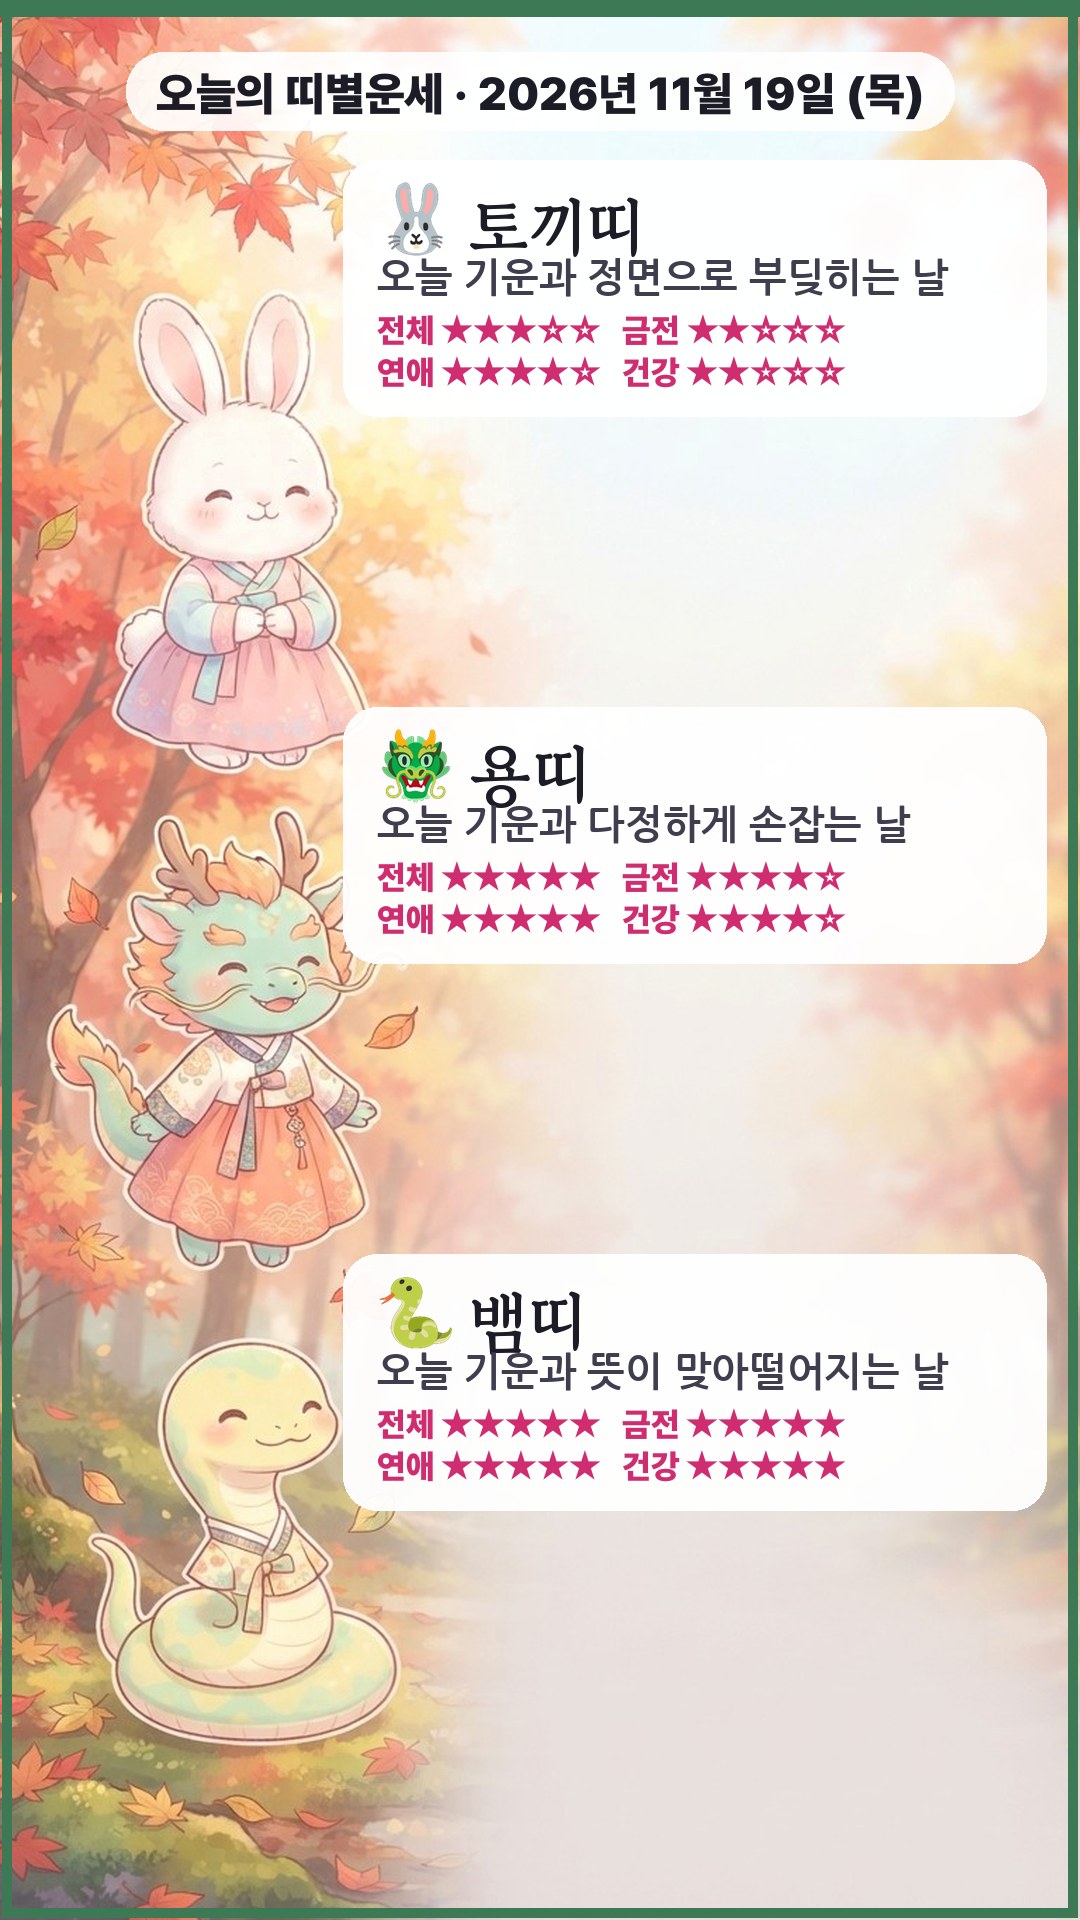 오늘의 띠별운세 · 2026년 11월 19일 (목)
토끼띠
오늘 기운과 정면으로 부딪히는 날
전체 ★★★☆☆ 금전 ★★☆☆☆
연애 ★★★★☆ 건강 ★★☆☆☆
용띠
오늘 기운과 다정하게 손잡는 날
전체 ★★★★★ 금전 ★★★★☆
연애 ★★★★★ 건강 ★★★★☆
뱀띠
오늘 기운과 뜻이 맞아떨어지는 날
전체 ★★★★★ 금전 ★★★★★
연애 ★★★★★ 건강 ★★★★★